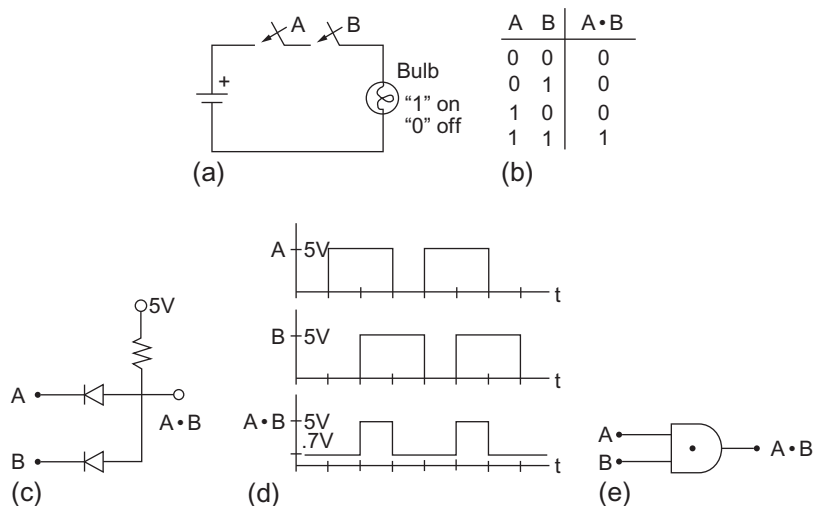 A B
+
Bulb
“1” on
“0” off
(a)
A B A•B
0 0 0
0 1 0
1 0 0
1 1 1
(b)
5V
A
A•B
B
(c)
A 5V
t
B 5V
t
A•B 5V
.7V
t
(d)
A
B
A•B
(e)